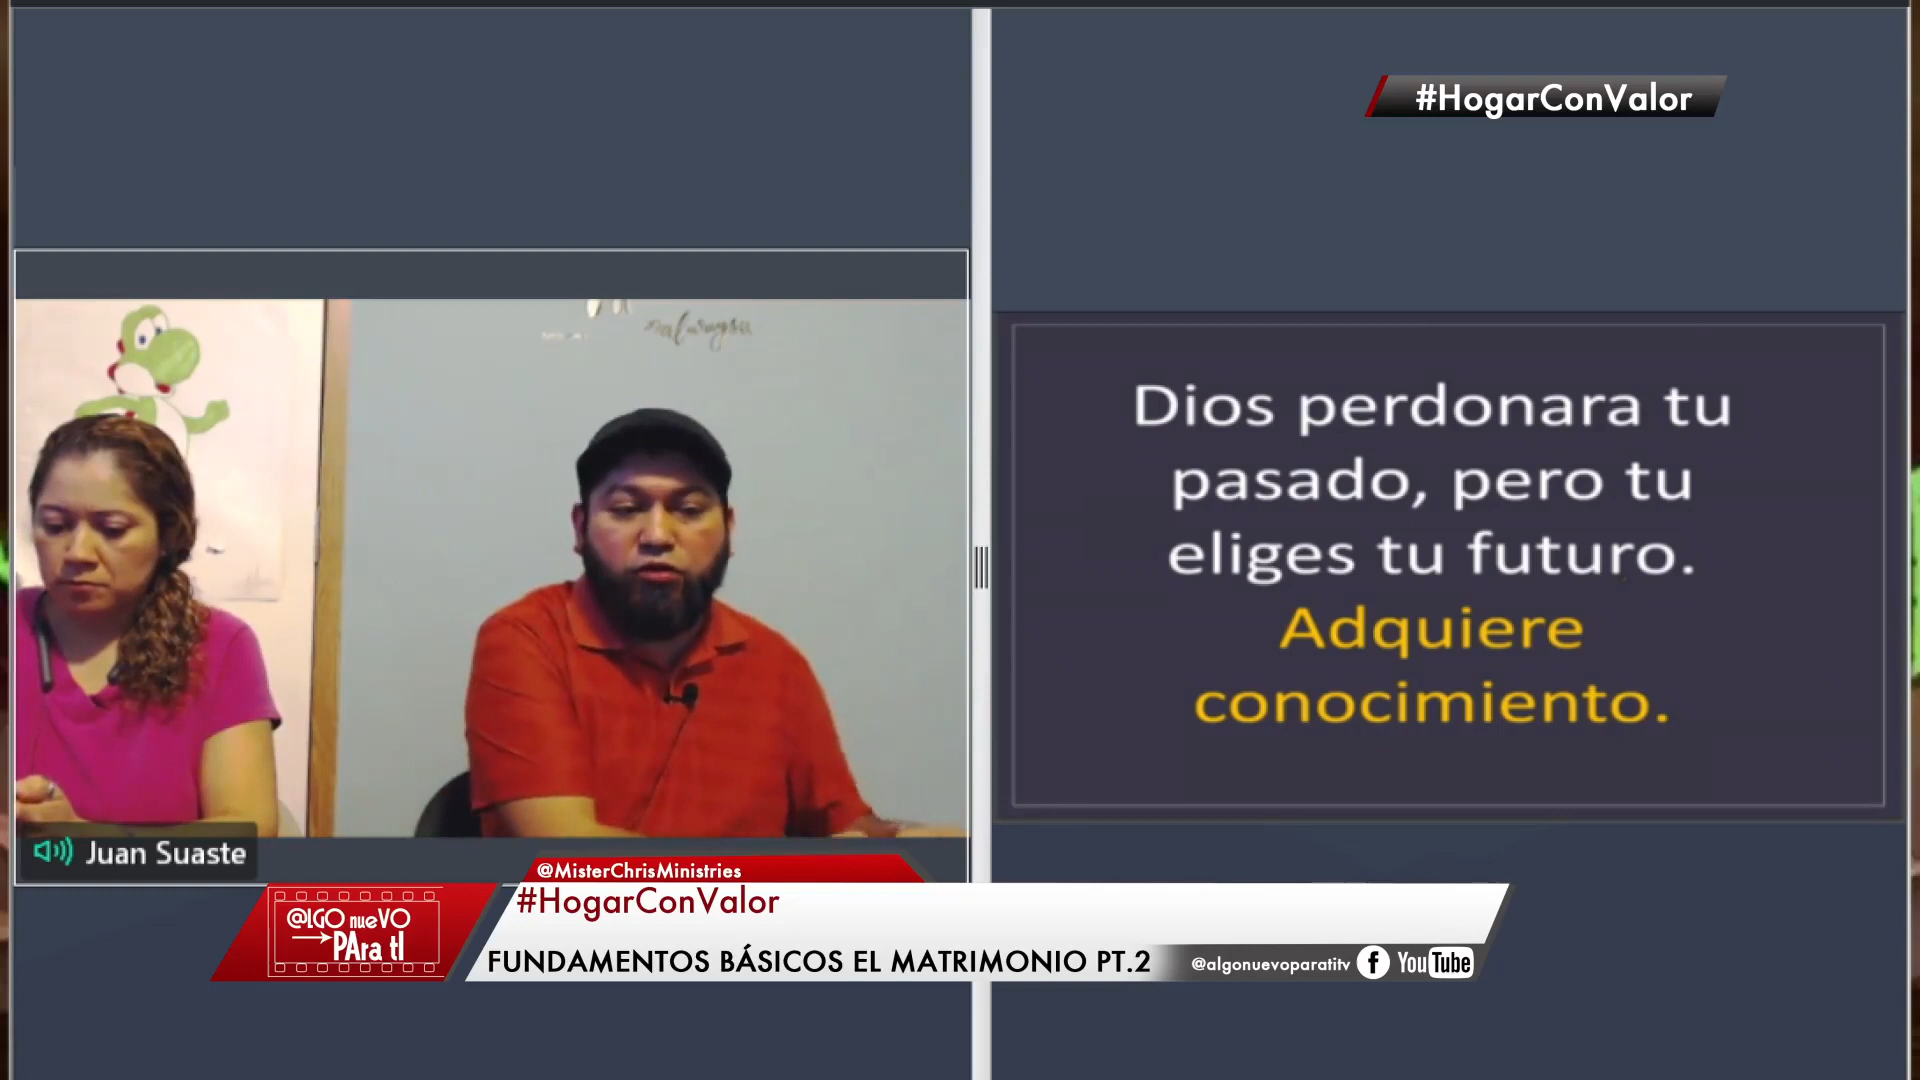 #HogarConValor
Dios perdonara tu
pasado, pero tu
eliges tu futuro.
Adquiere
conocimiento.
Juan Suaste
@MisterChrisMinistries
#HogarConValor
@LGO nueVO
PAra tI
FUNDAMENTOS BÁSICOS EL MATRIMONIO PT.2
@algonuevoparatitv f YouTube